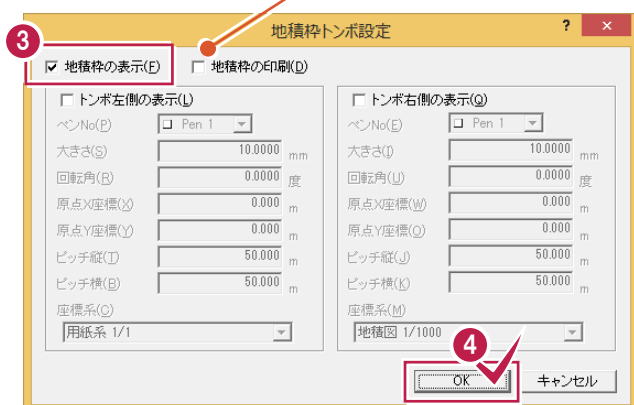 地積枠トンボ設定 ? ×
3
地積枠の表示(F) 地積枠の印刷(D)
トンボ左側の表示(L)
ペンNo(P) Pen 1
大きさ(S) 10.0000 mm
回転角(R) 0.0000 度
原点X座標(X) 0.000 m
原点Y座標(Y) 0.000 m
ピッチ縦(T) 50.000 m
ピッチ横(B) 50.000 m
座標系(C)
用紙系 1/1
トンボ右側の表示(Q)
ペンNo(E) Pen 1
大きさ(I) 10.0000 mm
回転角(U) 0.0000 度
原点X座標(W) 0.000 m
原点Y座標(O) 0.000 m
ピッチ縦(J) 50.000 m
ピッチ横(K) 50.000 m
座標系(M)
地積図 1/1000
4
OK キャンセル